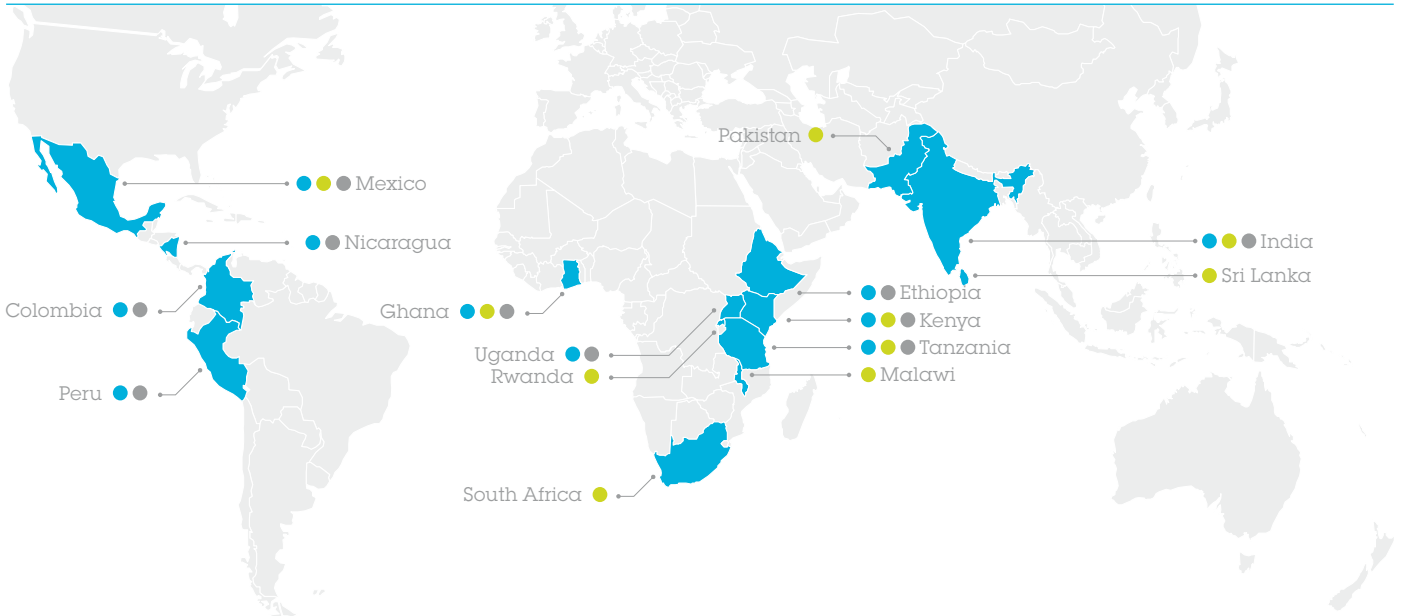 Pakistan
Mexico
Nicaragua
India
Sri Lanka
Colombia
Ghana
Ethiopia
Kenya
Uganda
Tanzania
Rwanda
Malawi
Peru
South Africa